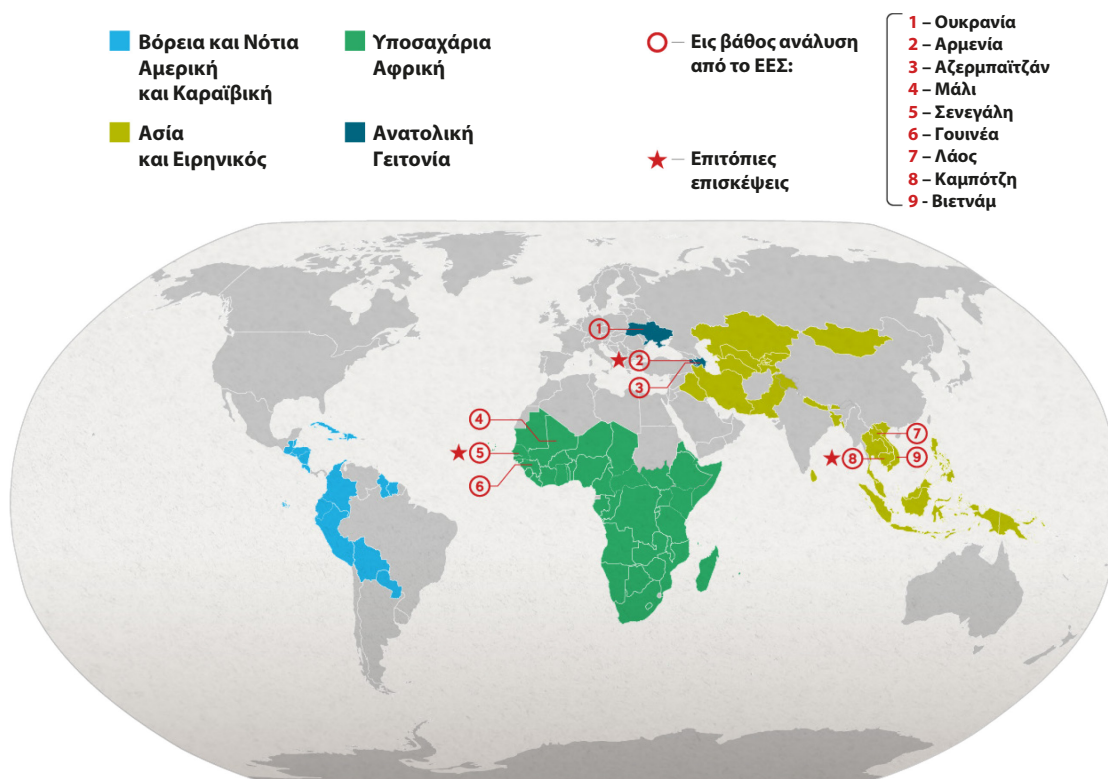 Βόρεια και Νότια
Αμερική
και Καραϊβική
Υποσαχάρια
Αφρική
Ασία
και Ειρηνικός
Ανατολική
Γειτονία
Εις βάθος ανάλυση
από το ΕΕΣ:
Επιτόπιες
επισκέψεις
1 – Ουκρανία
2 – Αρμενία
3 – Αζερμπαϊτζάν
4 – Μάλι
5 – Σενεγάλη
6 – Γουινέα
7 – Λάος
8 – Καμπότζη
9 - Βιετνάμ
1
2
3
4
5
6
7
8
9